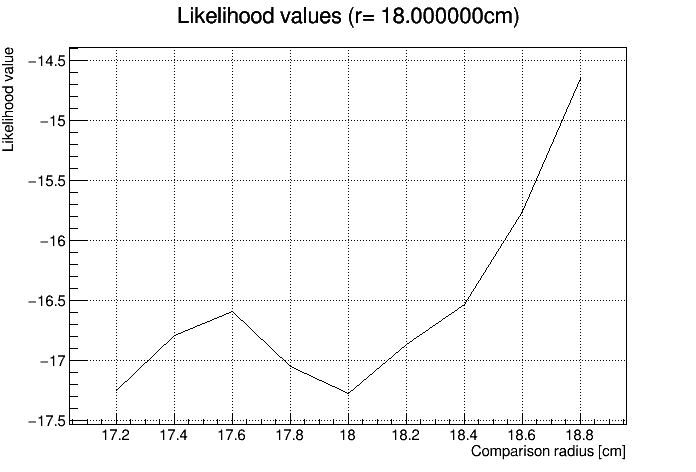 Likelihood values (r= 18.000000cm)
Likelihood value
−14.5
−15
−15.5
−16
−16.5
−17
−17.5
17.2 17.4 17.6 17.8 18 18.2 18.4 18.6 18.8
Comparison radius [cm]